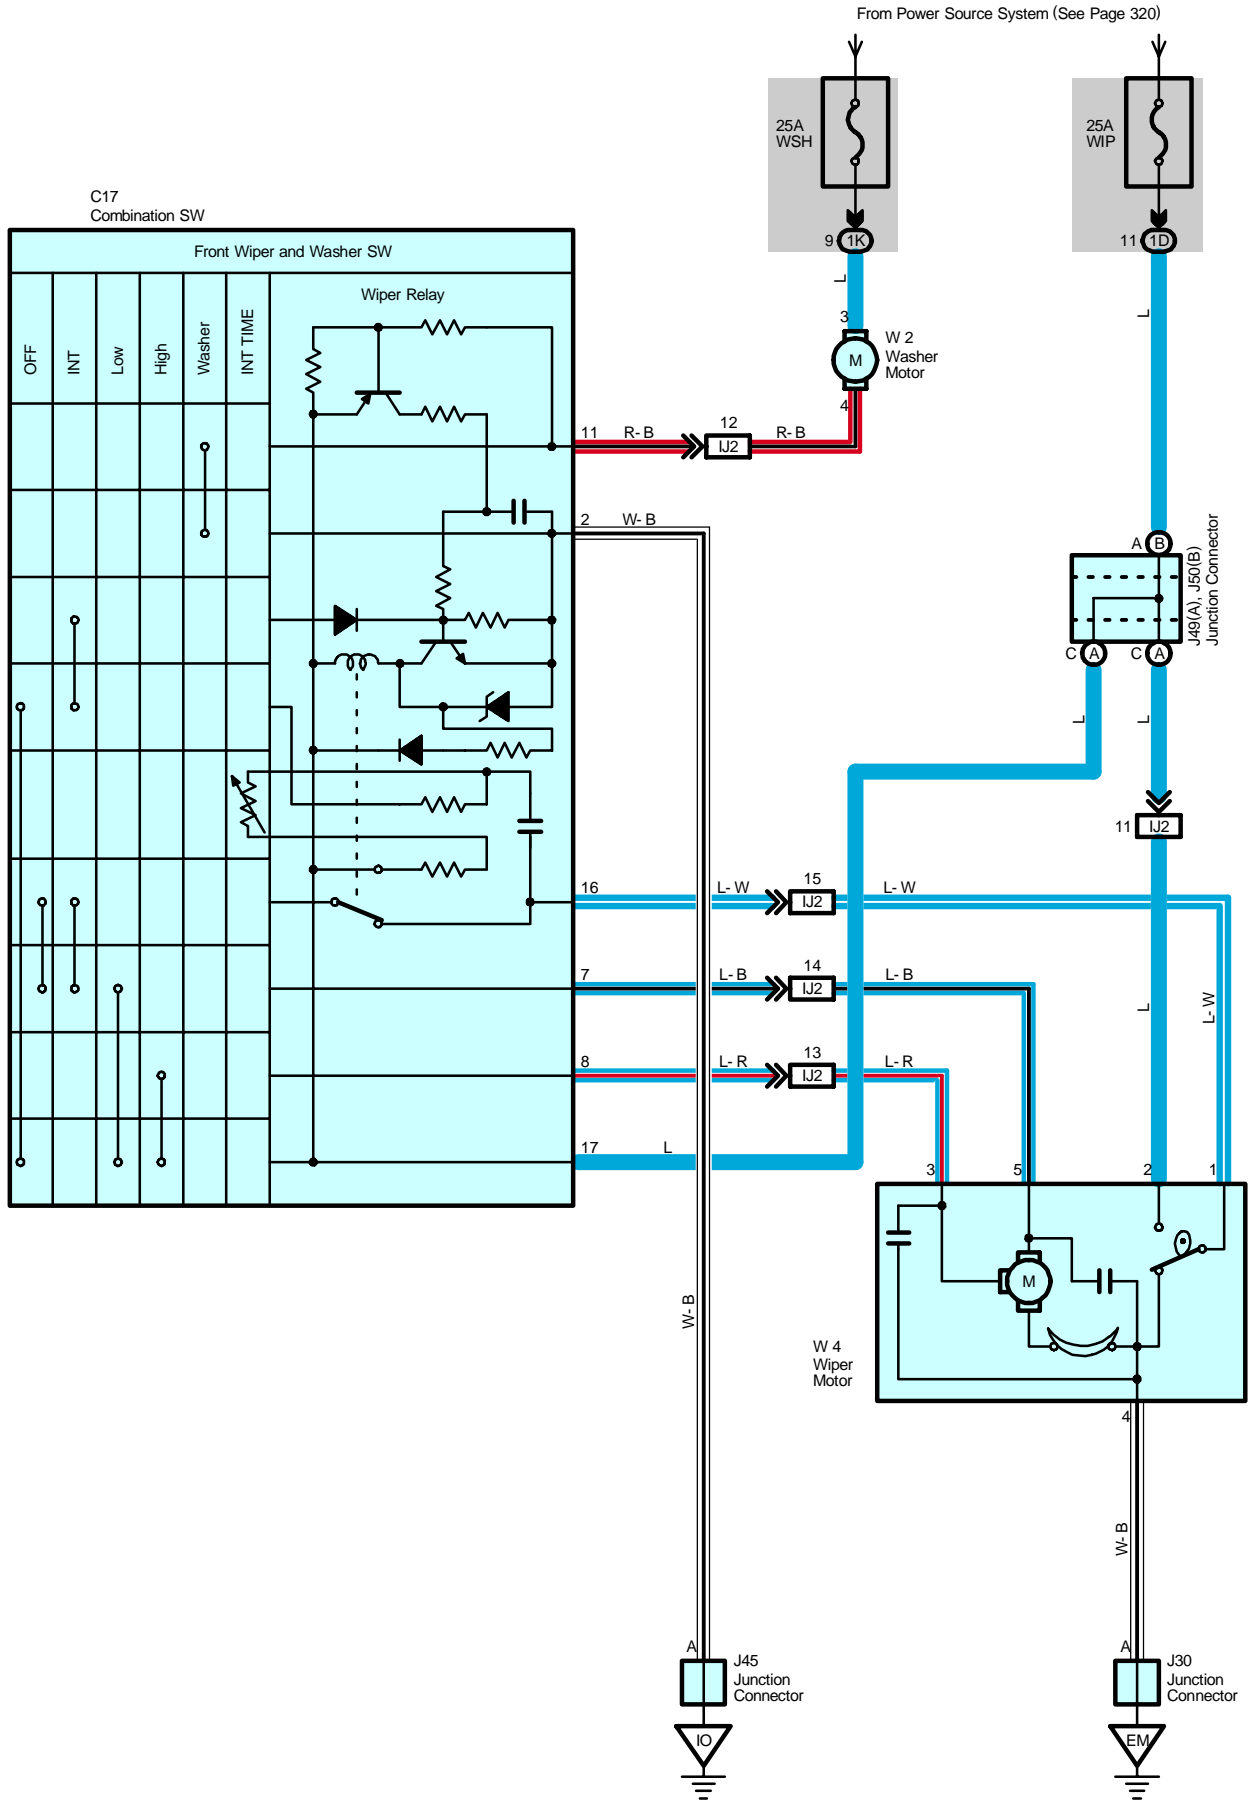 From Power Source System (See Page 320)
25A
WSH
25A
WIP
9 1K
11 1D
C17
Combination SW
Front Wiper and Washer SW
OFF
INT
Low
High
Washer
INT TIME
Wiper Relay
L
L
3
M
W 2
Washer
Motor
4
11 R-B
12
IJ2
R-B
2 W-B
A B
J49(A), J50(B)
Junction Connector
C A
C A
L
L
11 IJ2
16 L-W
15
IJ2
L-W
7 L-B
14
IJ2
L-B
L
L-W
8 L-R
13
IJ2
L-R
17 L
3
5
2
1
M
W-B
W 4
Wiper
Motor
4
W-B
A
J45
Junction
Connector
IO
A
J30
Junction
Connector
EM